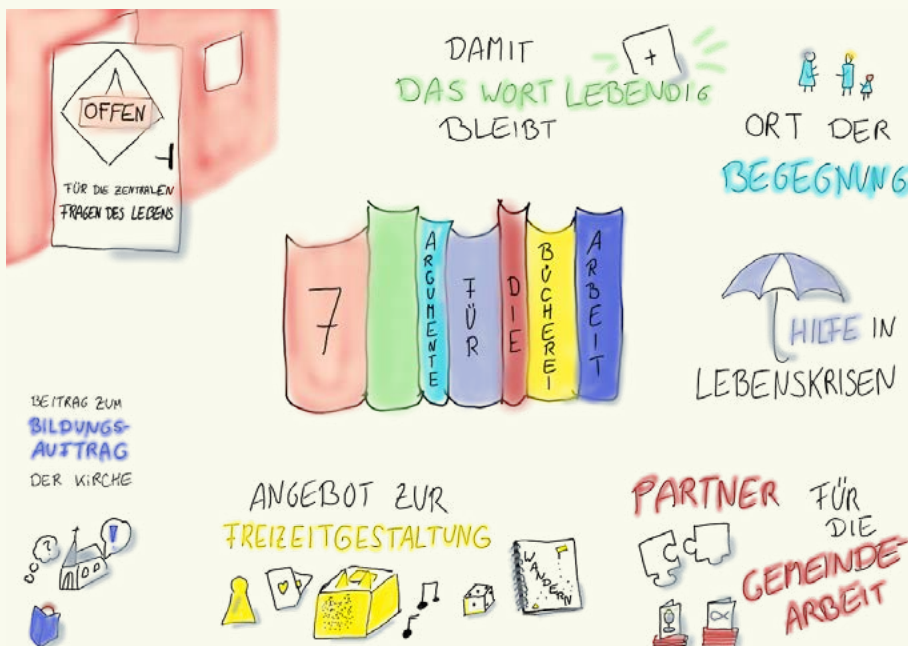 OFFEN
FÜR DIE ZENTRALEN
FRAGEN DES LEBENS
DAMIT
DAS WORT LEBENDIG
BLEIBT
ORT DER
BEGEGNUNG
7
ARGUMENTE
FÜR
DIE
BÜCHEREI
ARBEIT
HILFE IN
LEBENSKRISEN
BEITRAG ZUM
BILDUNGS-
AUFTRAG
DER KIRCHE
?
!
ANGEBOT ZUR
FREIZEITGESTALTUNG
WANDERN
PARTNER FÜR
DIE
GEMEINDE-
ARBEIT